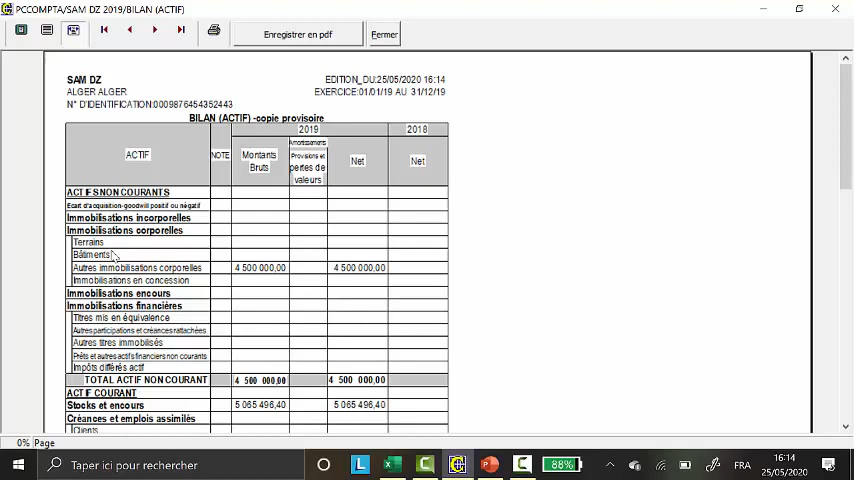 PCCOMPTA/SAM DZ 2019/BILAN (ACTIF)
Enregistrer en pdf
Fermer
SAM DZ
EDITION_DU:25/05/2020 16:14
ALGER ALGER
EXERCICE:01/01/19 AU 31/12/19
N° D'IDENTIFICATION:0009876454352443
BILAN (ACTIF) -copie provisoire
2019 2018
ACTIF NOTE Montants Bruts Amortissements Provisions et pertes de valeurs Net Net
ACTIFS NON COURANTS
Ecart d'acquisition-goodwill positif ou négatif
Immobilisations incorporelles
Immobilisations corporelles
Terrains
Bâtiments
Autres immobilisations corporelles 4 500 000,00 4 500 000,00
Immobilisations en concession
Immobilisations encours
Immobilisations financières
Titres mis en équivalence
Autres participations et créances rattachées
Autres titres immobilisés
Prêts et autres actifs financiers non courants
Impôts différés actif
TOTAL ACTIF NON COURANT 4 500 000,00 4 500 000,00
ACTIF COURANT
Stocks et encours 5 065 496,40 5 065 496,40
Créances et emplois assimilés
Clients
0% Page
Taper ici pour rechercher
L
88%
FRA
16:14
25/05/2020